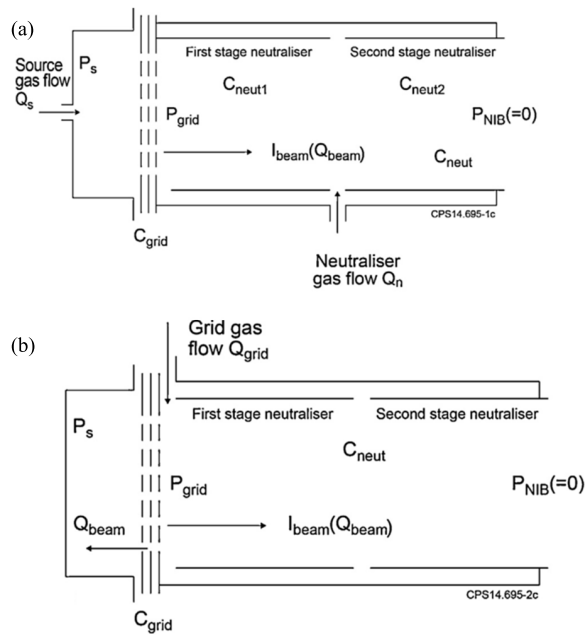 (a)
First stage neutraliser
Second stage neutraliser
Source
gas flow
Qs
Ps
Cneut1
Cneut2
Pgrid
PNIB(=0)
Ibeam(Qbeam)
Cneut
CPS14.695-1c
Cgrid
Neutraliser
gas flow Qn
(b)
Grid gas
flow Qgrid
First stage neutraliser
Second stage neutraliser
Ps
Cneut
Pgrid
PNIB(=0)
Qbeam
Ibeam(Qbeam)
CPS14.695-2c
Cgrid